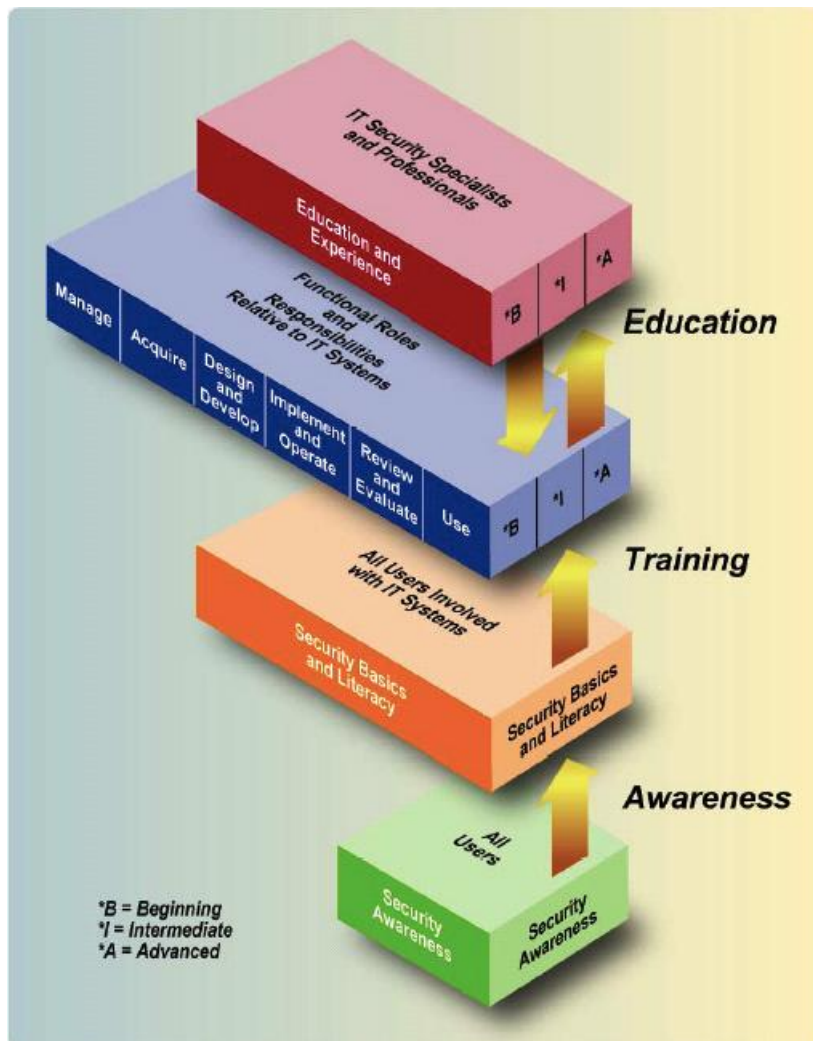 IT Security Specialists
and Professionals
Education and
Experience
*B
*I
*A
Education
Functional Roles
and
Responsibilities
Relative to IT Systems
Manage
Acquire
Design
and
Develop
Implement
and
Operate
Review
and
Evaluate
Use
*B
*I
*A
Training
All Users Involved
with IT Systems
Security Basics
and Literacy
Security Basics
and Literacy
Awareness
All
Users
Security
Awareness
Security
Awareness
*B = Beginning
*I = Intermediate
*A = Advanced